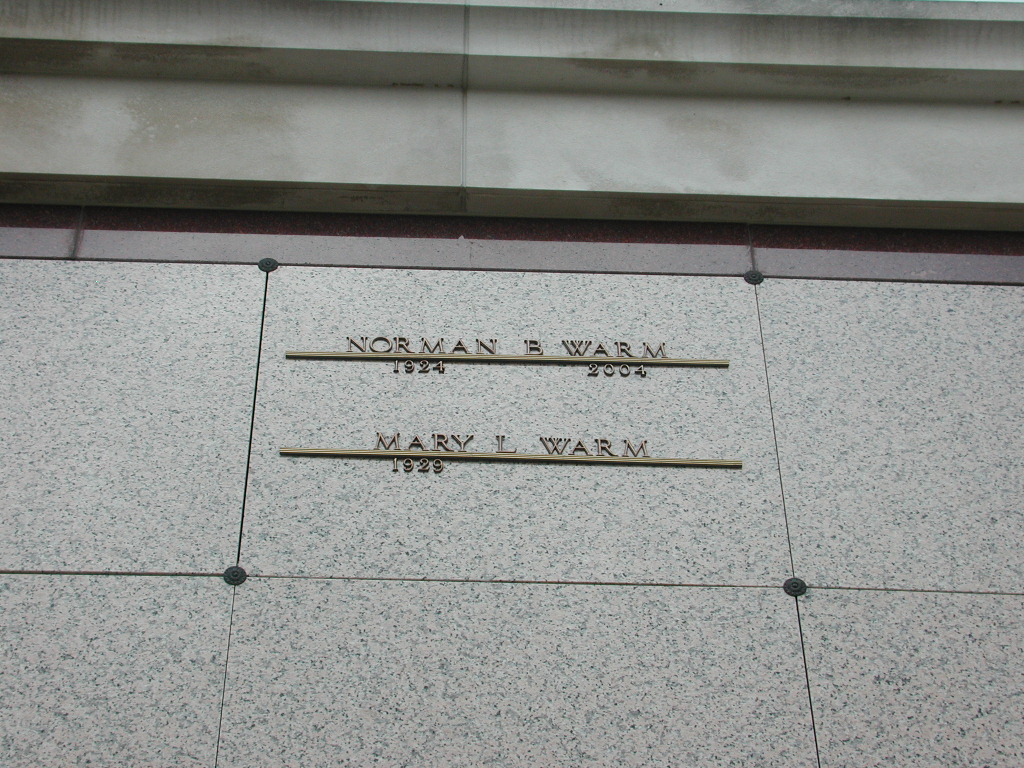 NORMAN B WARM
1924 2004
MARY L WARM
1929